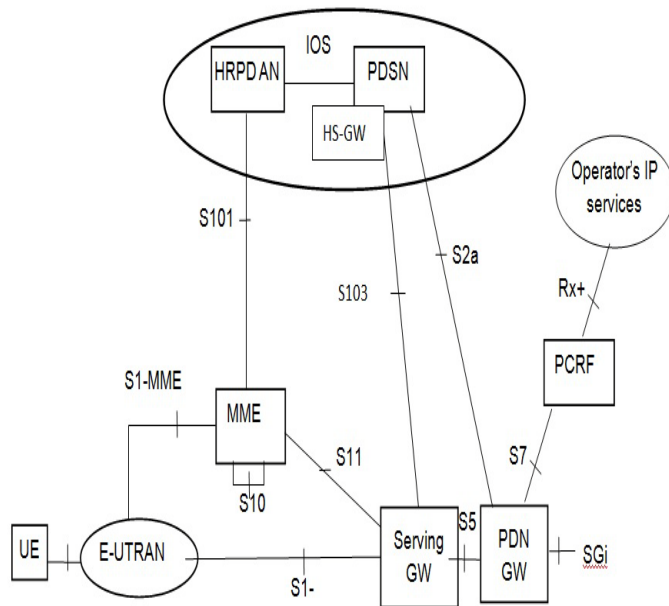 IOS
HRPD AN
PDSN
HS-GW
Operator's IP
services
S101
S2a
S103
Rx+
PCRF
S1-MME
MME
S11
S7
S10
S5
UE
E-UTRAN
Serving
GW
PDN
GW
SGi
S1-